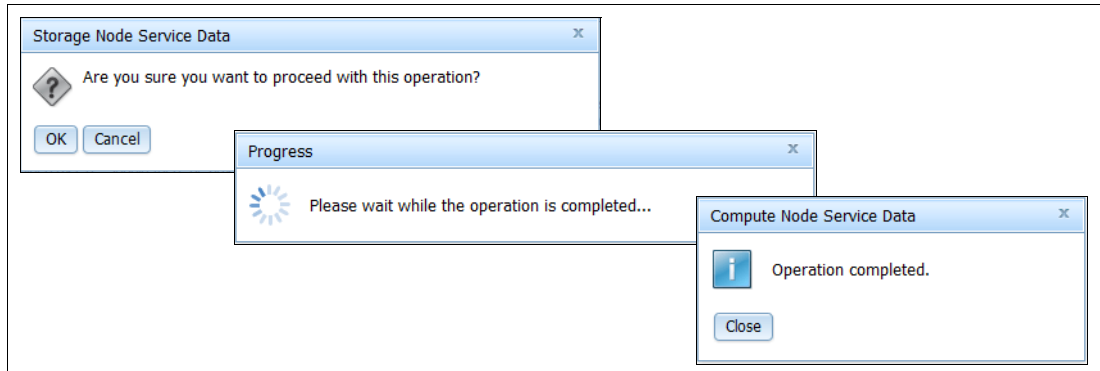 Storage Node Service Data x
? Are you sure you want to proceed with this operation?
OK Cancel
Progress x
Please wait while the operation is completed...
Compute Node Service Data x
i Operation completed.
Close